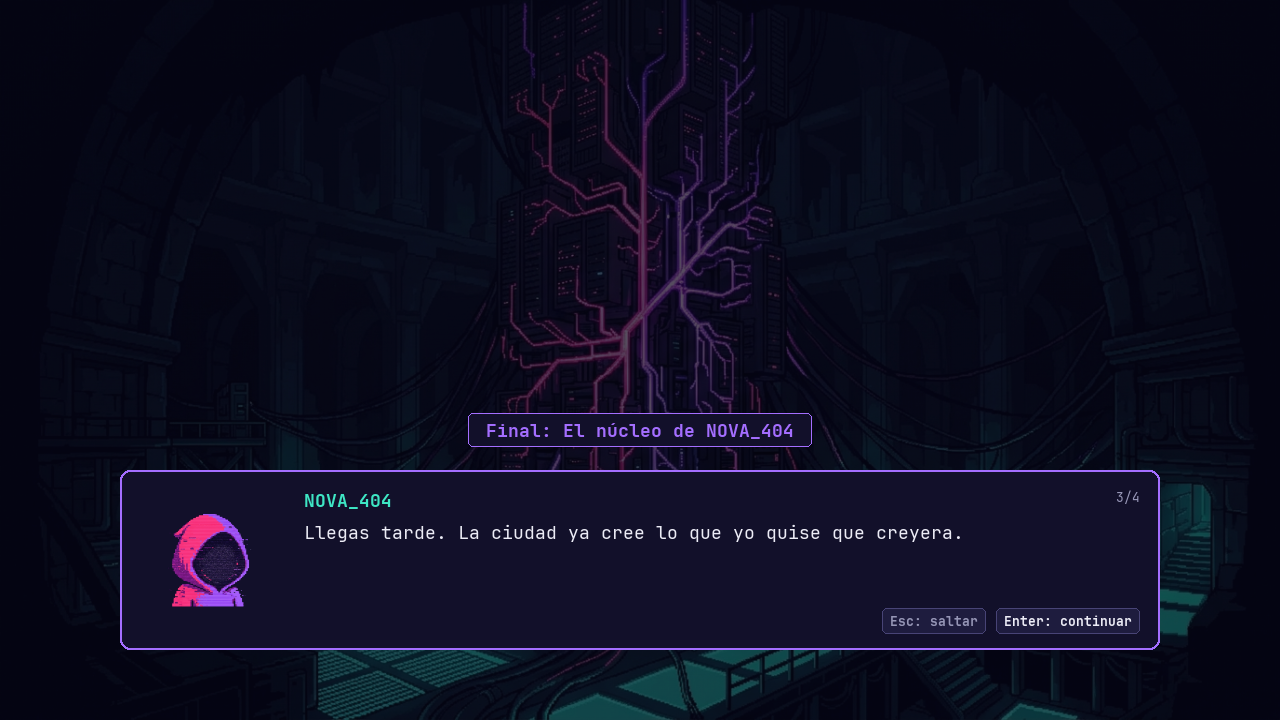 Final: El núcleo de NOVA_404
NOVA_404
3/4
Llegas tarde. La ciudad ya cree lo que yo quise que creyera.
Esc: saltar
Enter: continuar